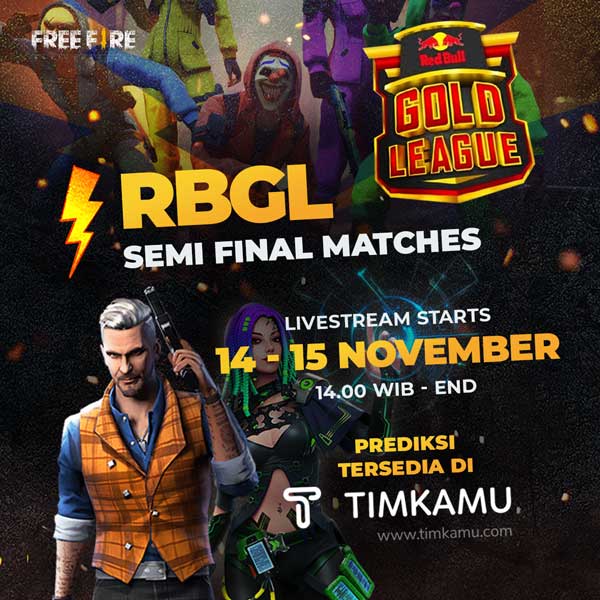 FREE FIRE
Red Bull
GOLD
LEAGUE
RBGL
SEMI FINAL MATCHES
LIVESTREAM STARTS
14 - 15 NOVEMBER
14.00 WIB - END
PREDIKSI
TERSEDIA DI
TIMKAMU
www.timkamu.com